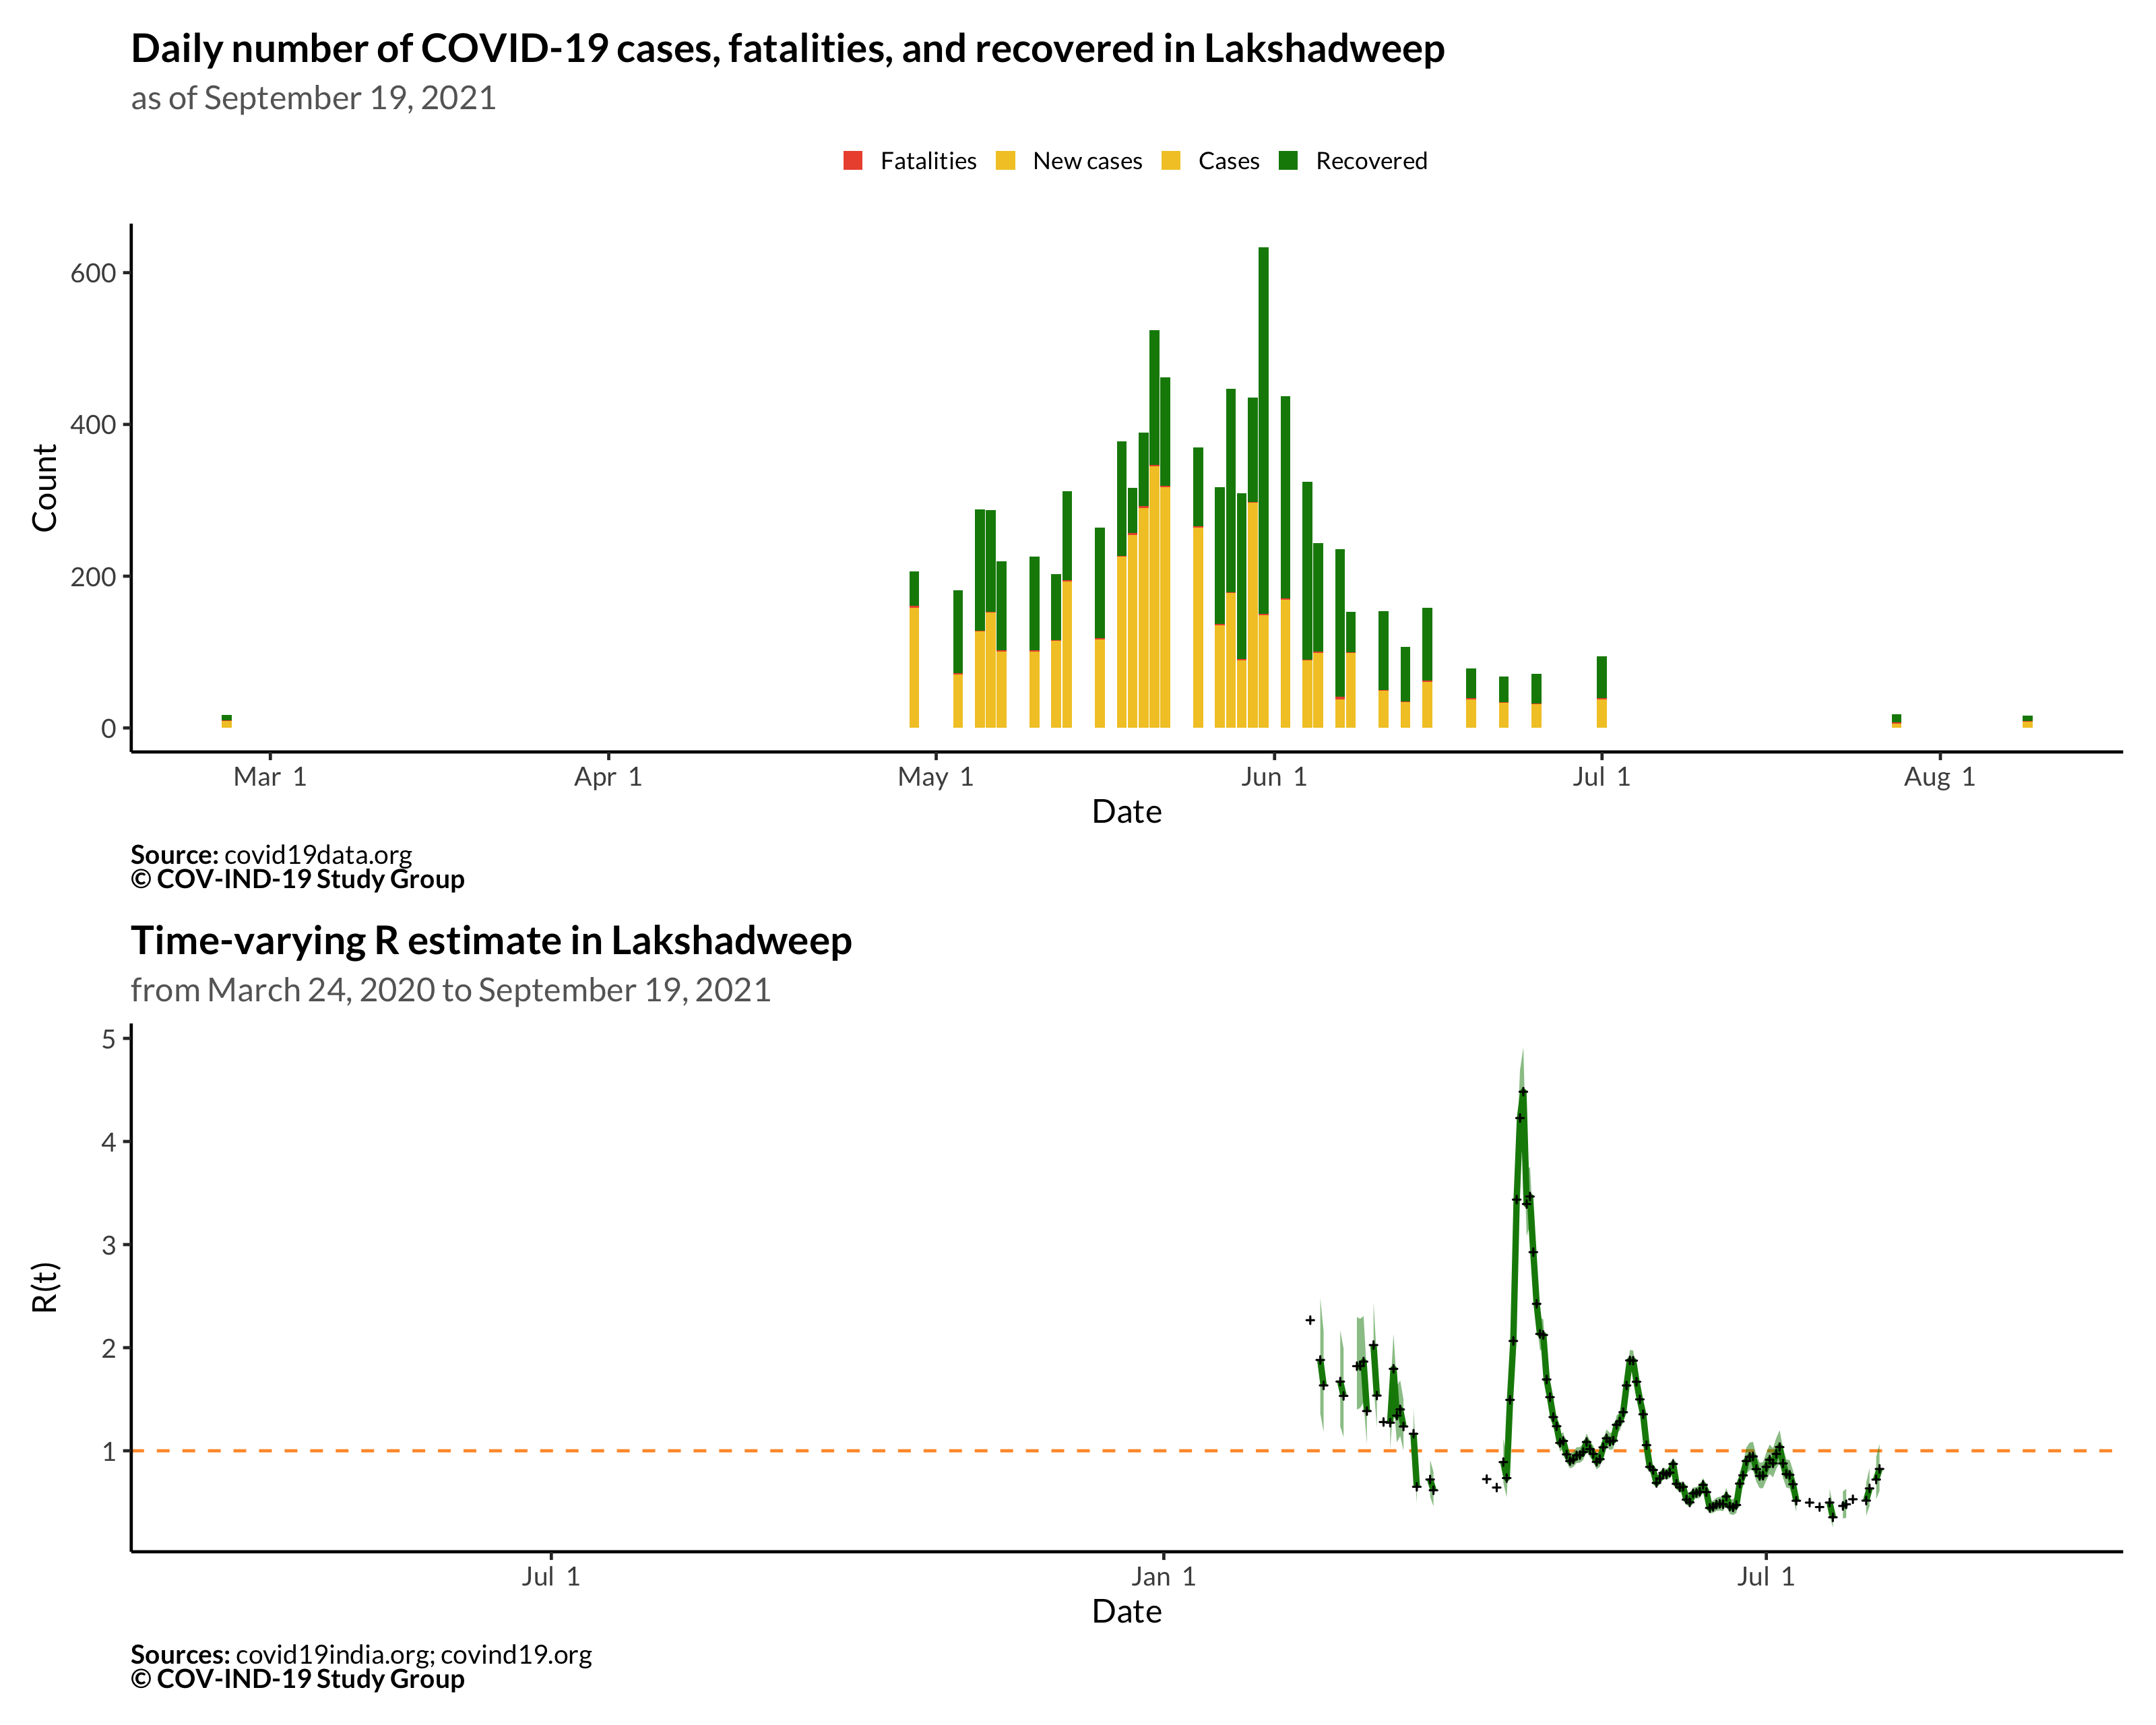 Daily number of COVID-19 cases, fatalities, and recovered in Lakshadweep
as of September 19, 2021
Fatalities New cases Cases Recovered
600
400
200
0
Count
Mar 1 Apr 1 May 1 Jun 1 Jul 1 Aug 1
Date
Source: covid19data.org
© COV-IND-19 Study Group
Time-varying R estimate in Lakshadweep
from March 24, 2020 to September 19, 2021
5
4
3
2
1
R(t)
Jul 1 Jan 1 Jul 1
Date
Sources: covid19india.org; covind19.org
© COV-IND-19 Study Group